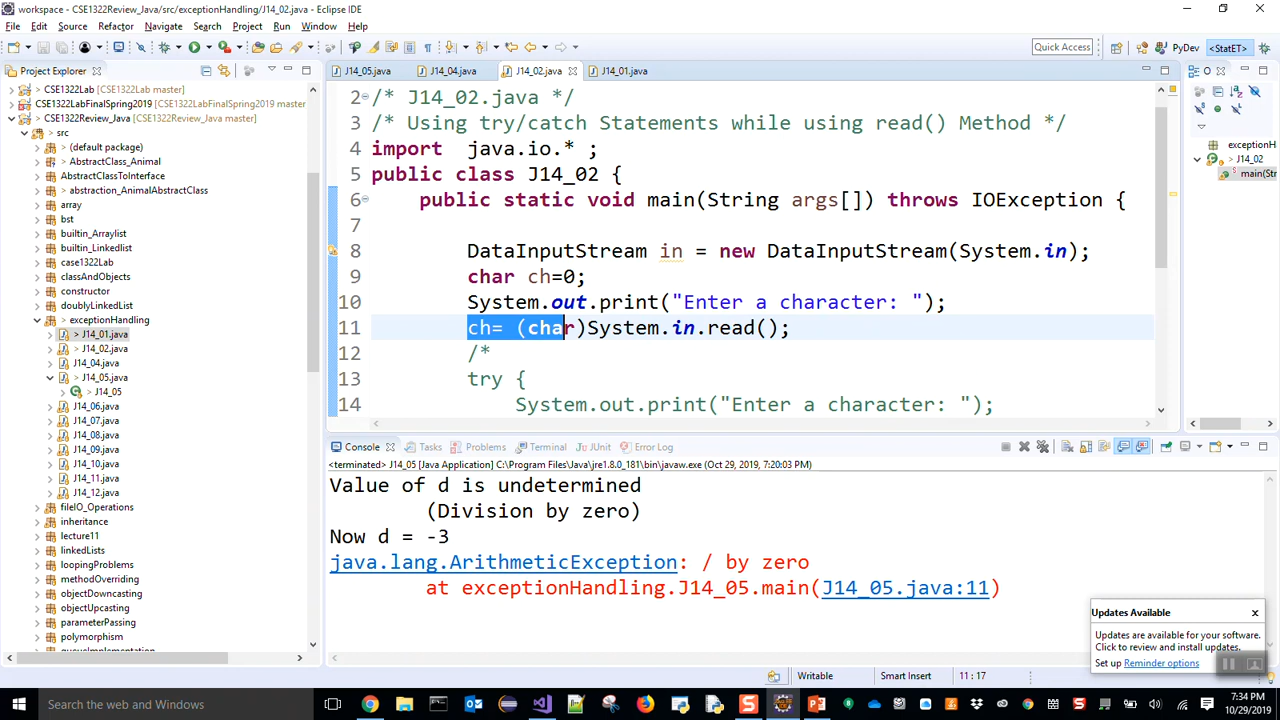 workspace - CSE1322Review_Java/src/exceptionHandling/J14_02.java - Eclipse IDE
File Edit Source Refactor Navigate Search Project Run Window Help
Quick Access
PyDev
<StatET>
Project Explorer
J14_05.java
J14_04.java
J14_02.java
J14_01.java
> CSE1322Lab [CSE1322Lab master]
> CSE1322LabFinalSpring2019 [CSE1322LabFinalSpring2019 master
> CSE1322Review_Java [CSE1322Review_Java master]
> src
> (default package)
> AbstractClass_Animal
AbstractClassToInterface
> abstraction_AnimalAbstractClass
array
bst
builtin_Arraylist
builtin_Linkedlist
case1322Lab
classAndObjects
constructor
doublyLinkedList
> exceptionHandling
> J14_01.java
> J14_02.java
J14_04.java
> J14_05.java
> J14_05
J14_06.java
J14_07.java
J14_08.java
J14_09.java
J14_10.java
J14_11.java
J14_12.java
fileIO_Operations
inheritance
lecture11
linkedLists
loopingProblems
methodOverriding
objectDowncasting
objectUpcasting
parameterPassing
polymorphism
2 /* J14_02.java */
3 /* Using try/catch Statements while using read() Method */
4 import java.io.* ;
5 public class J14_02 {
6 public static void main(String args[]) throws IOException {
7
8 DataInputStream in = new DataInputStream(System.in);
9 char ch=0;
10 System.out.print("Enter a character: ");
11 ch= (char)System.in.read();
12 /*
13 try {
14 System.out.print("Enter a character: ");
exceptionH
> J14_02
main(Str
Console Tasks Problems Terminal JUnit Error Log
<terminated> J14_05 [Java Application] C:\Program Files\Java\jre1.8.0_181\bin\javaw.exe (Oct 29, 2019, 7:20:03 PM)
Value of d is undetermined
(Division by zero)
Now d = -3
java.lang.ArithmeticException: / by zero
at exceptionHandling.J14_05.main(J14_05.java:11)
Updates Available
Updates are available for your software.
Click to review and install updates.
Set up Reminder options
Writable
Smart Insert
11 : 17
Search the web and Windows
7:34 PM
10/29/2019